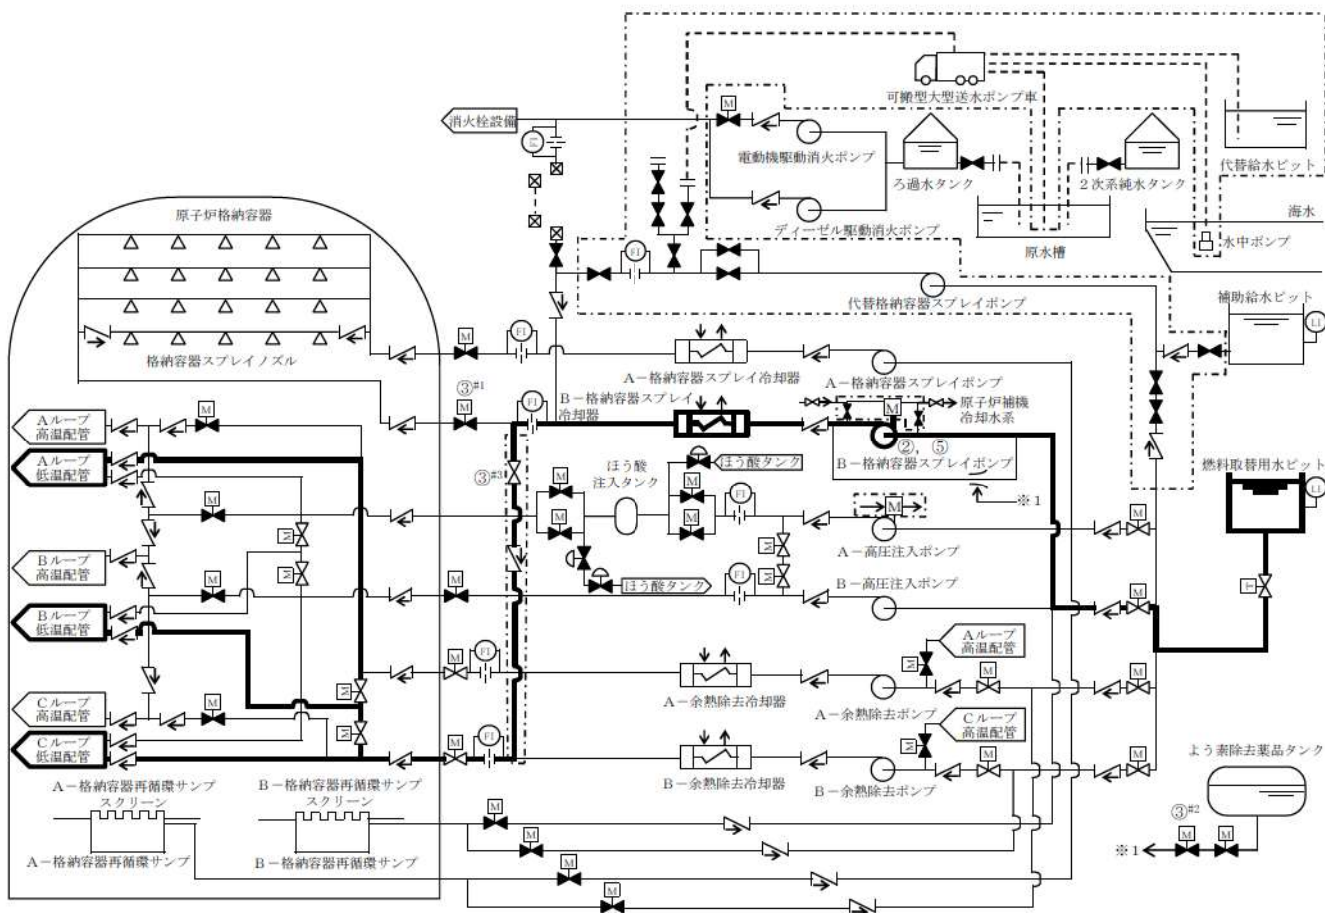 可搬型大型送水ポンプ車
消火栓設備
M
FI
電動機駆動消火ポンプ
ろ過水タンク
2次系純水タンク
代替給水ピット
海水
ディーゼル駆動消火ポンプ
原水槽
水中ポンプ
原子炉格納容器
FI
代替格納容器スプレイポンプ
補助給水ピット
LI
格納容器スプレイノズル
M
FI
A-格納容器スプレイ冷却器
A-格納容器スプレイポンプ
③#1
M
FI
B-格納容器スプレイ
冷却器
M
原子炉補機
冷却水系
②, ⑤
B-格納容器スプレイポンプ
※1
燃料取替用水ピット
LI
Aループ
高温配管
M
Aループ
低温配管
③#3
ほう酸
注入タンク
ほう酸タンク
M
M
M
M
M
FI
M
A-高圧注入ポンプ
M
M
M
Bループ
高温配管
M
M
M
ほう酸タンク
M
FI
B-高圧注入ポンプ
M
T
Bループ
低温配管
M
FI
A-余熱除去冷却器
Aループ
高温配管
M
M
A-余熱除去ポンプ
M
M
Cループ
高温配管
M
M
Cループ
低温配管
M
FI
B-余熱除去冷却器
Cループ
高温配管
M
M
B-余熱除去ポンプ
M
よう素除去薬品タンク
A-格納容器再循環サンプ
スクリーン
B-格納容器再循環サンプ
スクリーン
A-格納容器再循環サンプ
B-格納容器再循環サンプ
M
M
M
M
③#2
M
M
※1